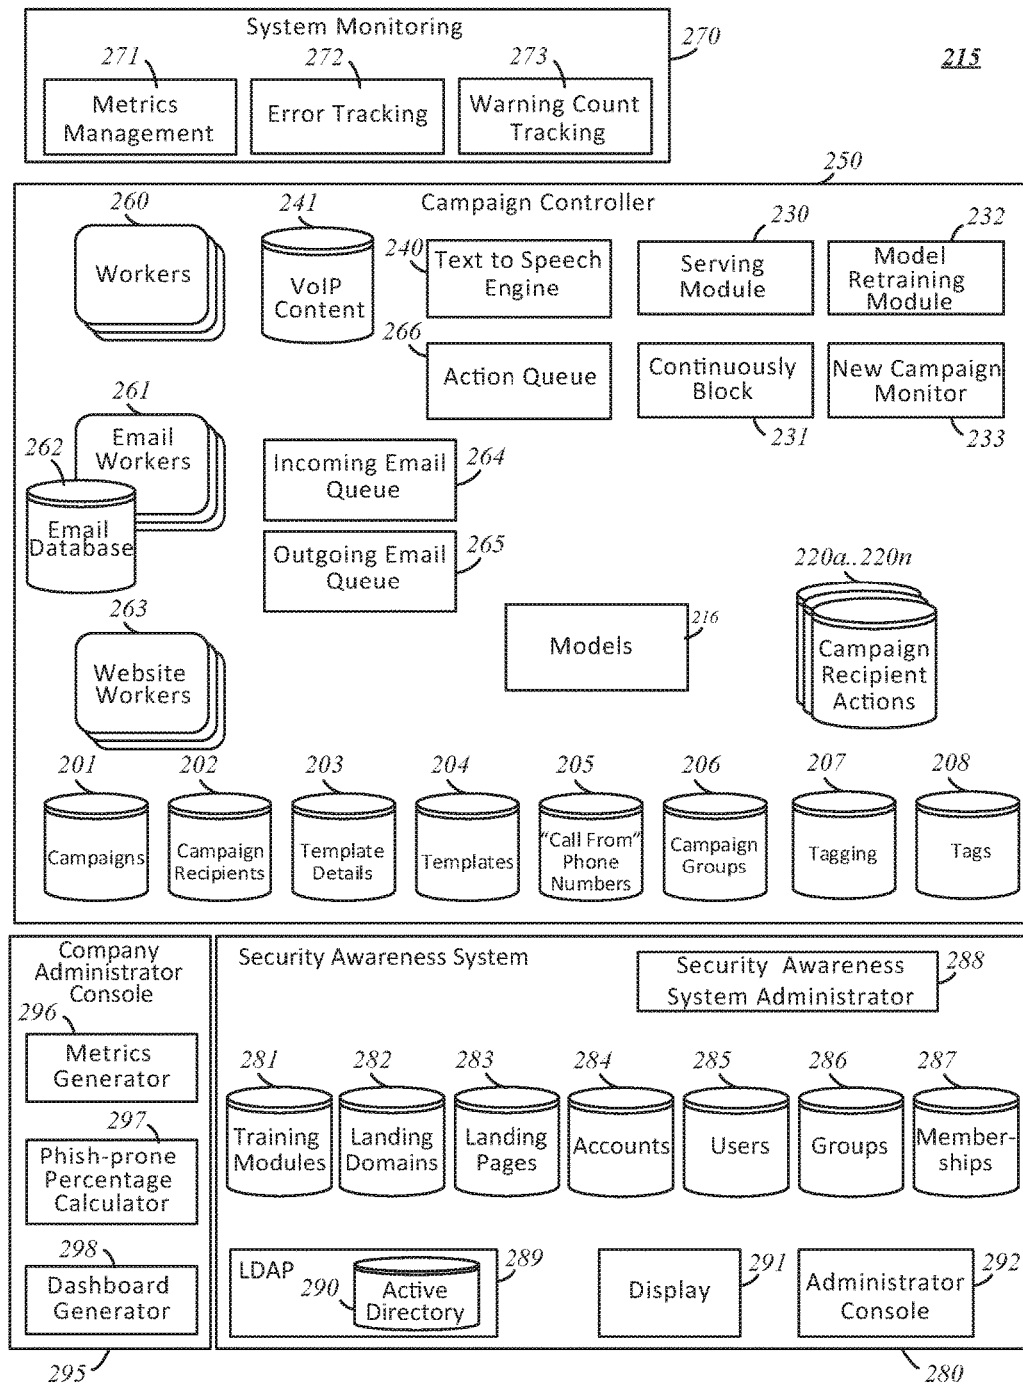 System Monitoring
270
215
271
272
273
Metrics
Management
Error Tracking
Warning Count
Tracking
250
Campaign Controller
260
241
230
232
Workers
VoIP
Content
240
Text to Speech
Engine
Serving
Module
Model
Retraining
Module
266
Action Queue
Continuously
Block
New Campaign
Monitor
231
233
261
Email
Workers
262
Email
Database
Incoming Email
Queue
264
Outgoing Email
Queue
265
220a..220n
Campaign
Recipient
Actions
Models
216
263
Website
Workers
201
202
203
204
205
206
207
208
Campaigns
Campaign
Recipients
Template
Details
Templates
“Call From”
Phone
Numbers
Campaign
Groups
Tagging
Tags
Company
Administrator
Console
296
Metrics
Generator
297
Phish-prone
Percentage
Calculator
298
Dashboard
Generator
295
Security Awareness System
Security Awareness
System Administrator
288
281
282
283
284
285
286
287
Training
Modules
Landing
Domains
Landing
Pages
Accounts
Users
Groups
Member-
ships
LDAP
289
290
Active
Directory
Display
291
Administrator
Console
292
280